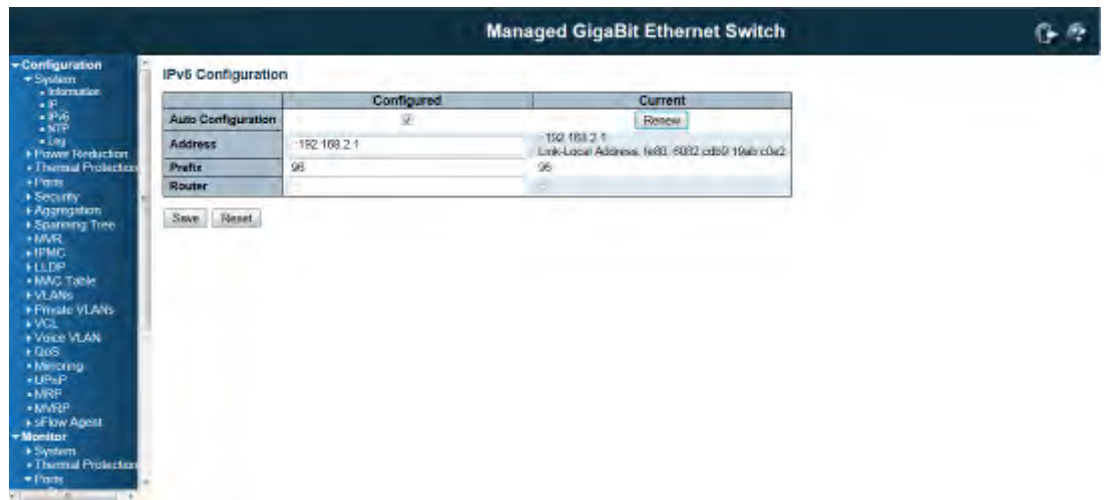 Managed GigaBit Ethernet Switch
Configuration
System
Information
IP
IPv6
NTP
Log
Power Reduction
Thermal Protection
Ports
Security
Aggregation
Spanning Tree
MVR
IPMC
LLDP
MAC Table
VLANs
Private VLANs
VCL
Voice VLAN
QoS
Mirroring
UPnP
MRP
MVRP
sFlow Agent
Monitor
System
Thermal Protection
Ports
IPv6 Configuration
Configured Current
Auto Configuration Renew
Address ::192.168.2.1 ::192.168.2.1
Link-Local Address:
Prefix 96 96
Router
Save Reset